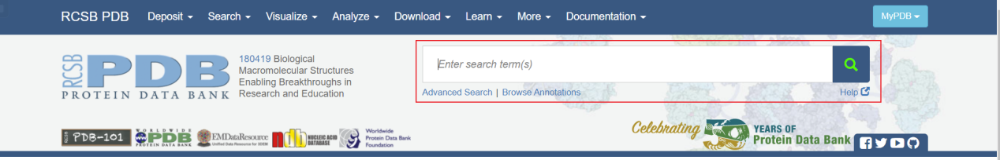 RCSB PDB Deposit Search Visualize Analyze Download Learn More Documentation MyPDB
RCSB
PDB
PROTEIN DATA BANK
180419 Biological
Macromolecular Structures
Enabling Breakthroughs in
Research and Education
Enter search term(s)
Advanced Search | Browse Annotations Help
PDB-101
WORLDWIDE
PDB
PROTEIN DATA BANK
EMDataResource
Unified Data Resource for 3DEM
ndb
NUCLEIC ACID
DATABASE
Worldwide
Protein Data Bank
Foundation
Celebrating
YEARS OF
Protein Data Bank